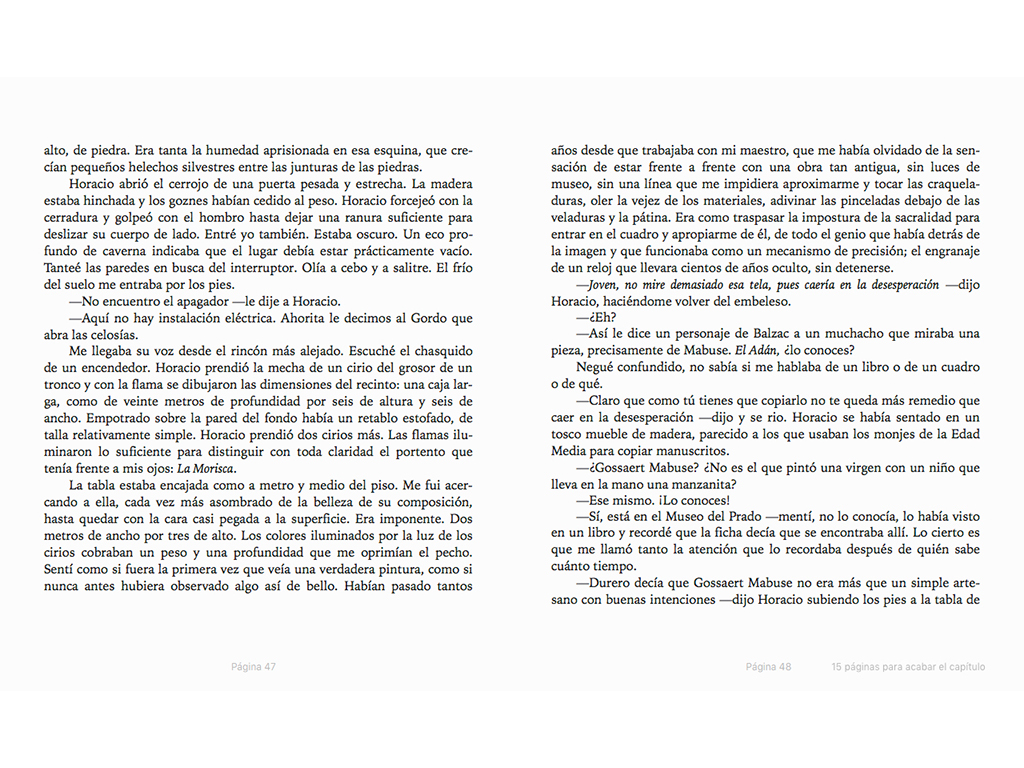 alto, de piedra. Era tanta la humedad aprisionada en esa esquina, que cre-
cían pequeños helechos silvestres entre las junturas de las piedras.
Horacio abrió el cerrojo de una puerta pesada y estrecha. La madera
estaba hinchada y los goznes habían cedido al peso. Horacio forcejeó con la
cerradura y golpeó con el hombro hasta dejar una ranura suficiente para
deslizar su cuerpo de lado. Entré yo también. Estaba oscuro. Un eco pro-
fundo de caverna indicaba que el lugar debía estar prácticamente vacío.
Tanteé las paredes en busca del interruptor. Olía a cebo y a salitre. El frío
del suelo me entraba por los pies.
—No encuentro el apagador —le dije a Horacio.
—Aquí no hay instalación eléctrica. Ahorita le decimos al Gordo que
abra las celosías.
Me llegaba su voz desde el rincón más alejado. Escuché el chasquido
de un encendedor. Horacio prendió la mecha de un cirio del grosor de un
tronco y con la flama se dibujaron las dimensiones del recinto: una caja lar-
ga, como de veinte metros de profundidad por seis de altura y seis de
ancho. Empotrado sobre la pared del fondo había un retablo estofado, de
talla relativamente simple. Horacio prendió dos cirios más. Las flamas ilu-
minaron lo suficiente para distinguir con toda claridad el portento que
tenía frente a mis ojos: La Morisca.
La tabla estaba encajada como a metro y medio del piso. Me fui acer-
cando a ella, cada vez más asombrado de la belleza de su composición,
hasta quedar con la cara casi pegada a la superficie. Era imponente. Dos
metros de ancho por tres de alto. Los colores iluminados por la luz de los
cirios cobraban un peso y una profundidad que me oprimían el pecho.
Sentí como si fuera la primera vez que veía una verdadera pintura, como si
nunca antes hubiera observado algo así de bello. Habían pasado tantos
Página 47
años desde que trabajaba con mi maestro, que me había olvidado de la sen-
sación de estar frente a frente con una obra tan antigua, sin luces de
museo, sin una línea que me impidiera aproximarme y tocar las craquela-
duras, oler la vejez de los materiales, adivinar las pinceladas debajo de las
veladuras y la pátina. Era como traspasar la impostura de la sacralidad para
entrar en el cuadro y apropiarme de él, de todo el genio que había detrás de
la imagen y que funcionaba como un mecanismo de precisión; el engranaje
de un reloj que llevara cientos de años oculto, sin detenerse.
—Joven, no mire demasiado esa tela, pues caería en la desesperación —dijo
Horacio, haciéndome volver del embeleso.
—¿Eh?
—Así le dice un personaje de Balzac a un muchacho que miraba una
pieza, precisamente de Mabuse. El Adán, ¿lo conoces?
Negué confundido, no sabía si me hablaba de un libro o de un cuadro
o de qué.
—Claro que como tú tienes que copiarlo no te queda más remedio que
caer en la desesperación —dijo y se rio. Horacio se había sentado en un
tosco mueble de madera, parecido a los que usaban los monjes de la Edad
Media para copiar manuscritos.
—¿Gossaert Mabuse? ¿No es el que pintó una virgen con un niño que
lleva en la mano una manzanita?
—Ese mismo. ¡Lo conoces!
—Sí, está en el Museo del Prado —mentí, no lo conocía, lo había visto
en un libro y recordé que la ficha decía que se encontraba allí. Lo cierto es
que me llamó tanto la atención que lo recordaba después de quién sabe
cuánto tiempo.
—Durero decía que Gossaert Mabuse no era más que un simple arte-
sano con buenas intenciones —dijo Horacio subiendo los pies a la tabla de
Página 48
15 páginas para acabar el capítulo